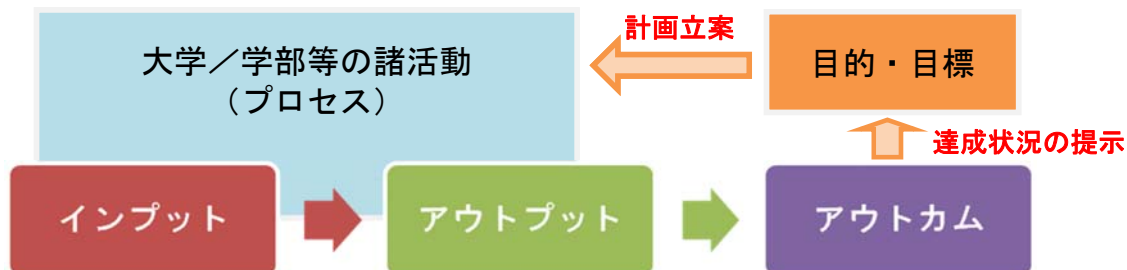 計画立案
大学／学部等の諸活動
（プロセス）
目的・目標
達成状況の提示
インプット
アウトプット
アウトカム